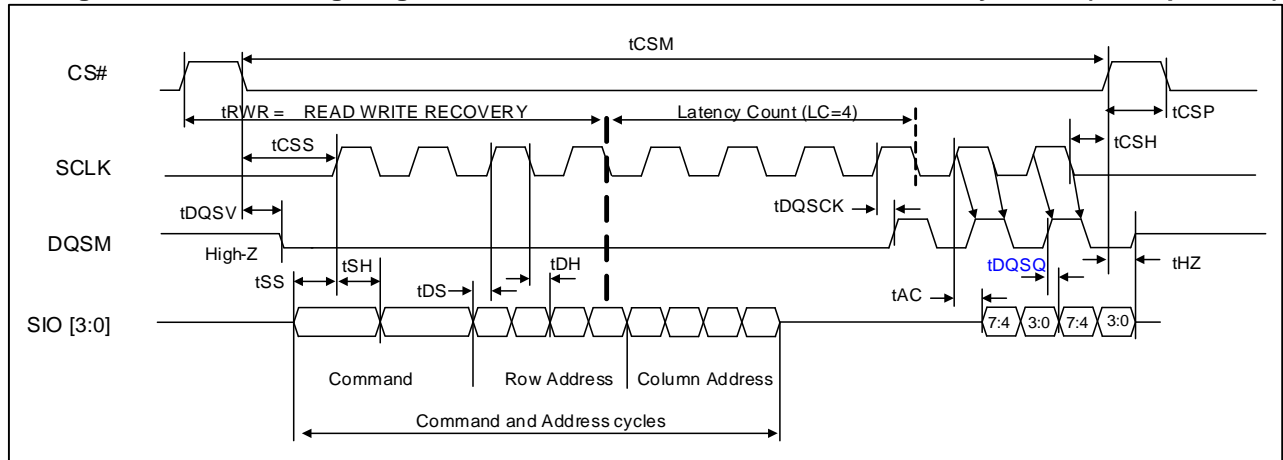 tCSM
CS#
tRWR = READ WRITE RECOVERY
Latency Count (LC=4)
tCSP
tCSS
tCSH
SCLK
tDQSV
tDQSCK
DQSM
High-Z
tSS
tSH
tDH
tDQSQ
tHZ
tDS
tAC
SIO [3:0]
7:4 3:0 7:4 3:0
Command Row Address Column Address
Command and Address cycles